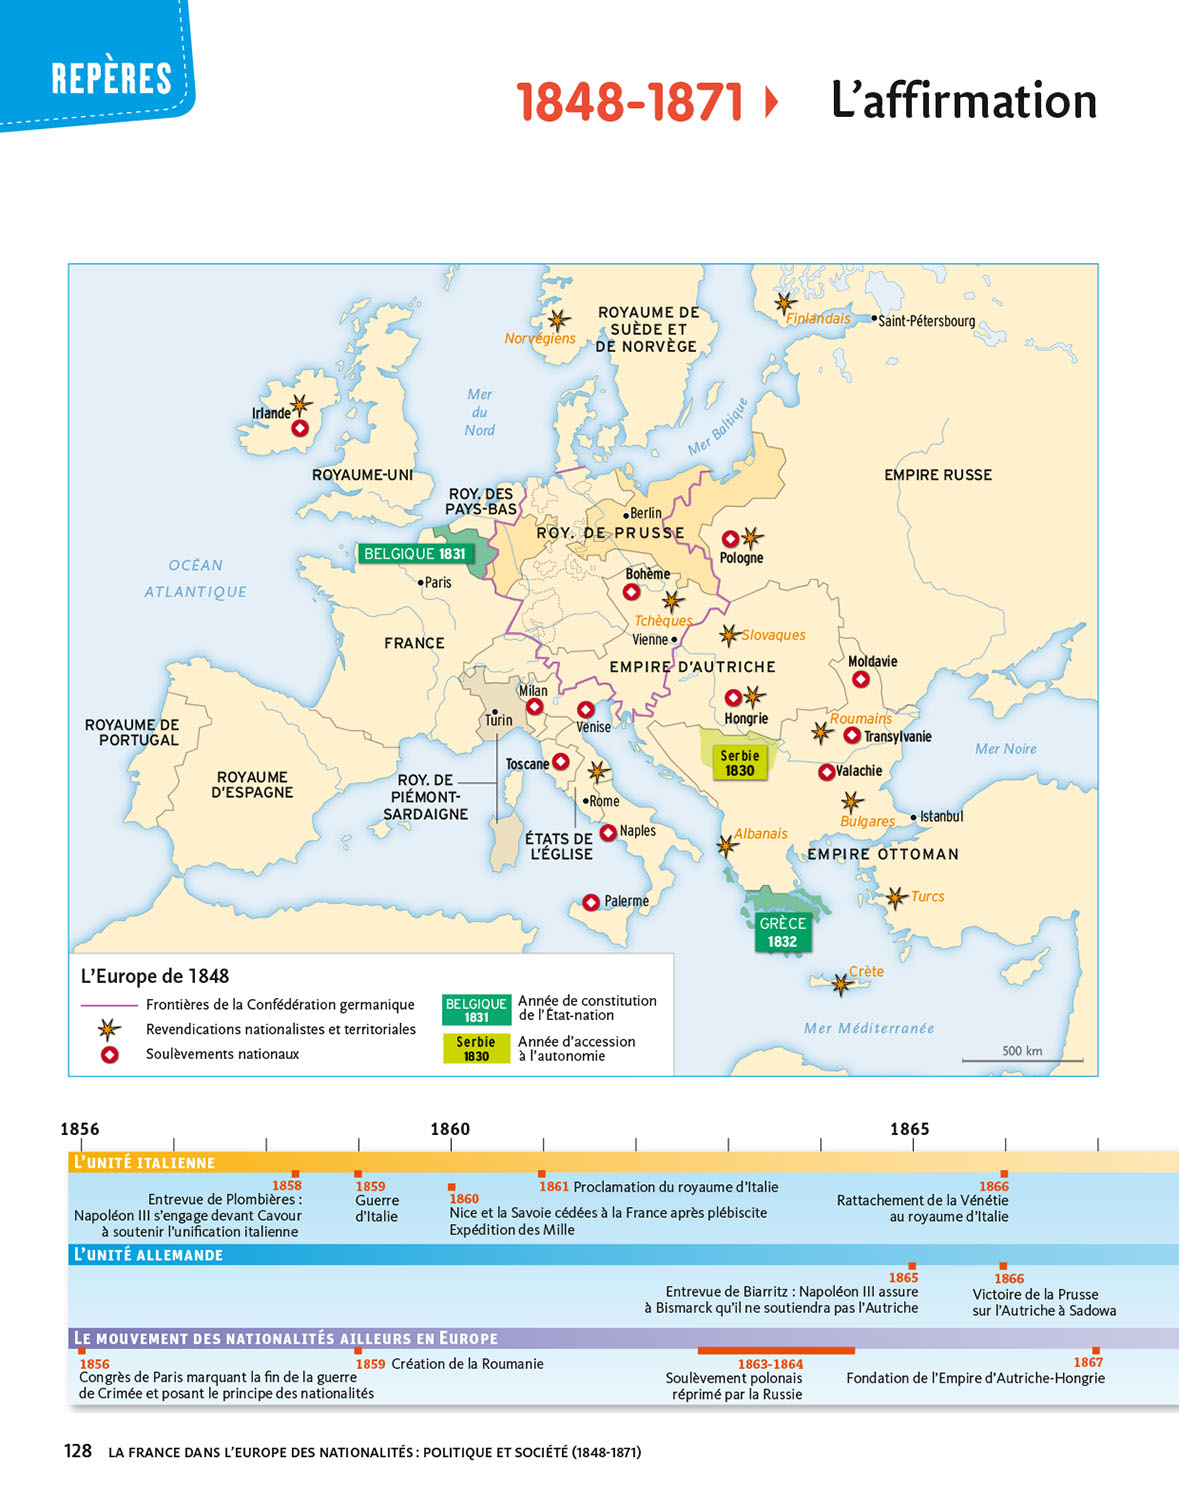 REPÈRES
1848-1871 L'affirmation
Finlandais
Saint-Pétersbourg
Norvégiens
ROYAUME DE
SUÈDE ET
DE NORVÈGE
Mer
du
Nord
Mer Baltique
Irlande
ROYAUME-UNI
EMPIRE RUSSE
ROY. DES
PAYS-BAS
Berlin
ROY. DE PRUSSE
BELGIQUE 1831
Pologne
OCÉAN
ATLANTIQUE
Paris
Bohème
Tchèques
Vienne
Slovaques
FRANCE
EMPIRE D'AUTRICHE
Moldavie
Milan
Turin
Venise
Hongrie
Roumains
Transylvanie
Mer Noire
ROYAUME DE
PORTUGAL
ROYAUME
D'ESPAGNE
Toscane
Serbie
1830
Valachie
ROY. DE
PIÉMONT-
SARDAIGNE
Rome
Bulgares
Istanbul
ÉTATS DE
L'ÉGLISE
Naples
Albanais
EMPIRE OTTOMAN
Palerme
Turcs
GRÈCE
1832
Crète
Mer Méditerranée
500 km
L'Europe de 1848
Frontières de la Confédération germanique
Revendications nationalistes et territoriales
Soulèvements nationaux
BELGIQUE
1831
Année de constitution
de l'État-nation
Serbie
1830
Année d'accession
à l'autonomie
1856 1860 1865
L'UNITÉ ITALIENNE
1858
Entrevue de Plombières :
Napoléon III s'engage devant Cavour
à soutenir l'unification italienne
1859
Guerre
d'Italie
1860
Nice et la Savoie cédées à la France après plébiscite
Expédition des Mille
1861 Proclamation du royaume d'Italie
1866
Rattachement de la Vénétie
au royaume d'Italie
L'UNITÉ ALLEMANDE
1865
Entrevue de Biarritz : Napoléon III assure
à Bismarck qu'il ne soutiendra pas l'Autriche
1866
Victoire de la Prusse
sur l'Autriche à Sadowa
LE MOUVEMENT DES NATIONALITÉS AILLEURS EN EUROPE
1856
Congrès de Paris marquant la fin de la guerre
de Crimée et posant le principe des nationalités
1859 Création de la Roumanie
1863-1864
Soulèvement polonais
réprimé par la Russie
1867
Fondation de l'Empire d'Autriche-Hongrie
128 LA FRANCE DANS L'EUROPE DES NATIONALITÉS : POLITIQUE ET SOCIÉTÉ (1848-1871)